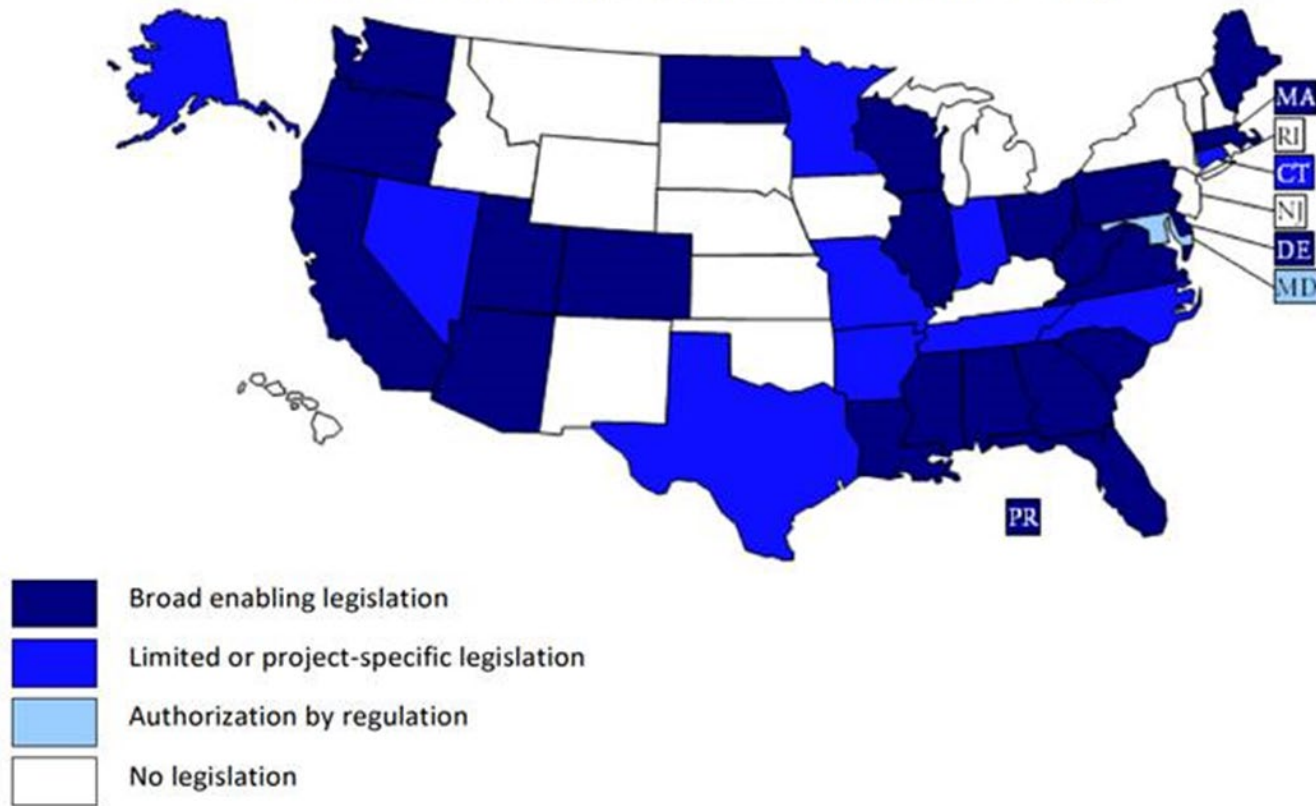 MA
RI
CT
NJ
DE
MD
PR
Broad enabling legislation
Limited or project-specific legislation
Authorization by regulation
No legislation